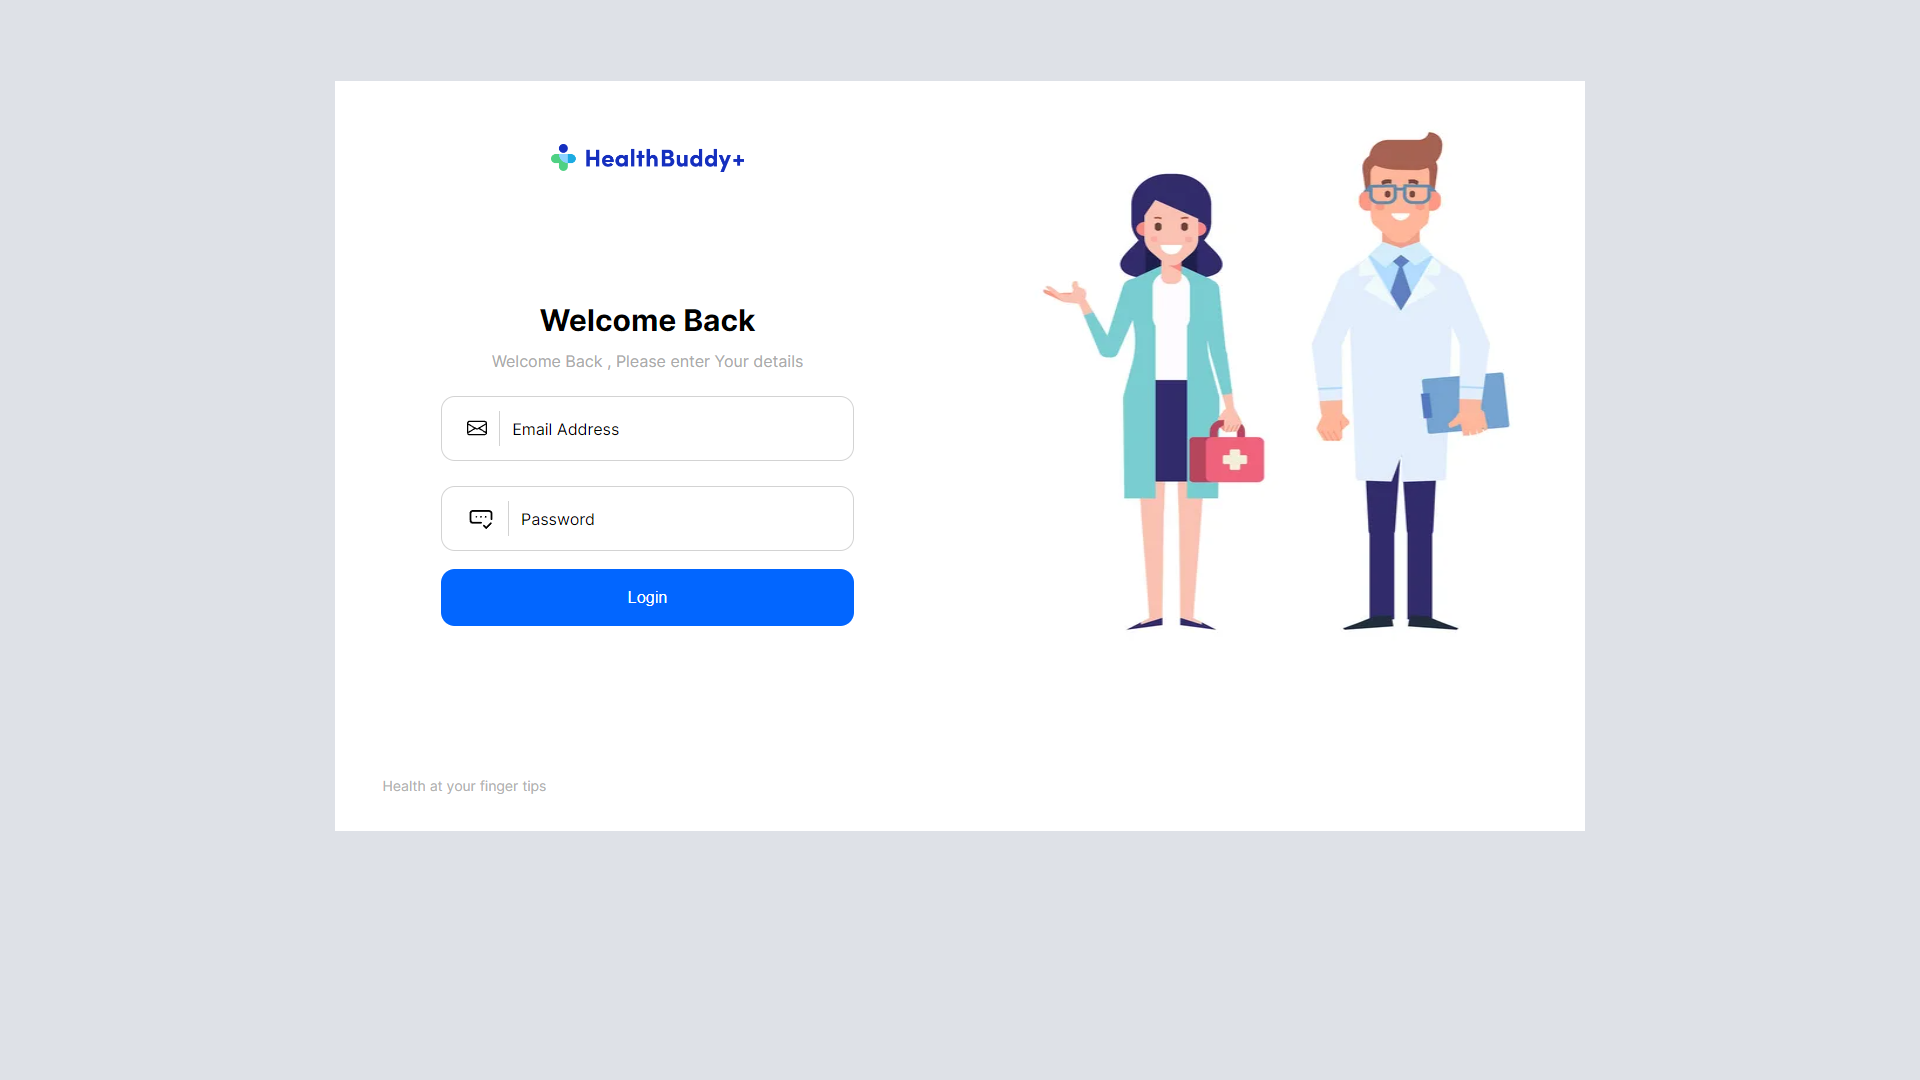 HealthBuddy+
Welcome Back
Welcome Back , Please enter Your details
Email Address
Password
Login
Health at your finger tips